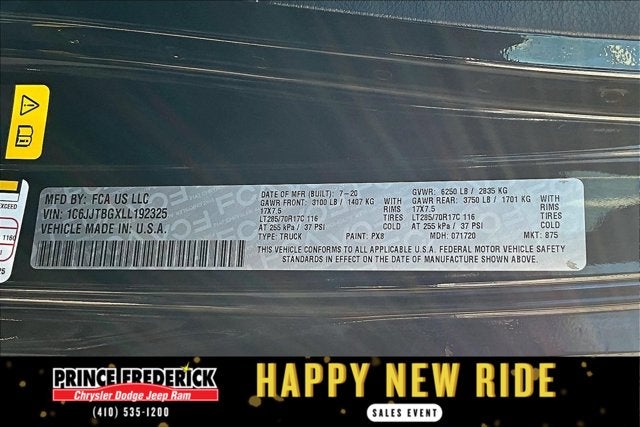 EXCEED
1160
MFD BY: FCA US LLC
VIN: 1C6JJTBGXLL192325
VEHICLE MADE IN U.S.A.
DATE OF MFR (BUILT): 7-20 GVWR: 6250 LB / 2835 KG
GAWR FRONT: 3100 LB / 1407 KG WITH GAWR REAR: 3750 LB / 1701 KG WITH
17X7.5 RIMS 17X7.5 RIMS
LT285/70R17C 116 TIRES LT285/70R17C 116 TIRES
AT 255 kPa / 37 PSI COLD AT 255 kPa / 37 PSI COLD
TYPE: TRUCK PAINT: PX8 MDH: 071720 MKT: 875
THIS VEHICLE CONFORMS TO ALL APPLICABLE U.S.A. FEDERAL MOTOR VEHICLE SAFETY
STANDARDS IN EFFECT ON THE DATE OF MANUFACTURE SHOWN ABOVE.
PRINCE FREDERICK
Chrysler Dodge Jeep Ram
(410) 535-1200
HAPPY NEW RIDE
SALES EVENT